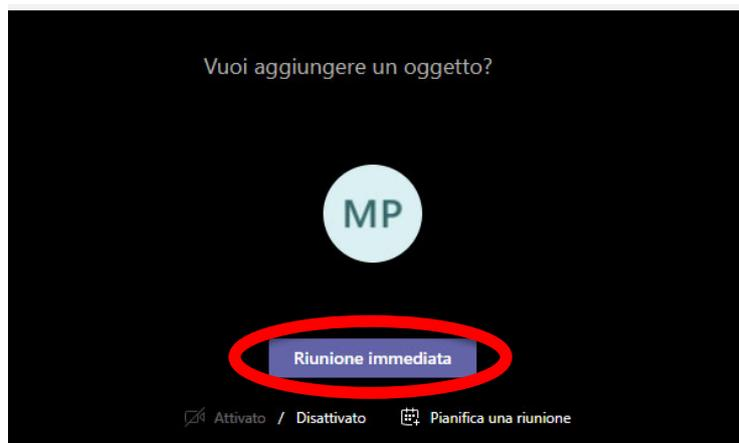 Vuoi aggiungere un oggetto?
MP
Riunione immediata
Attivato / Disattivato Pianifica una riunione